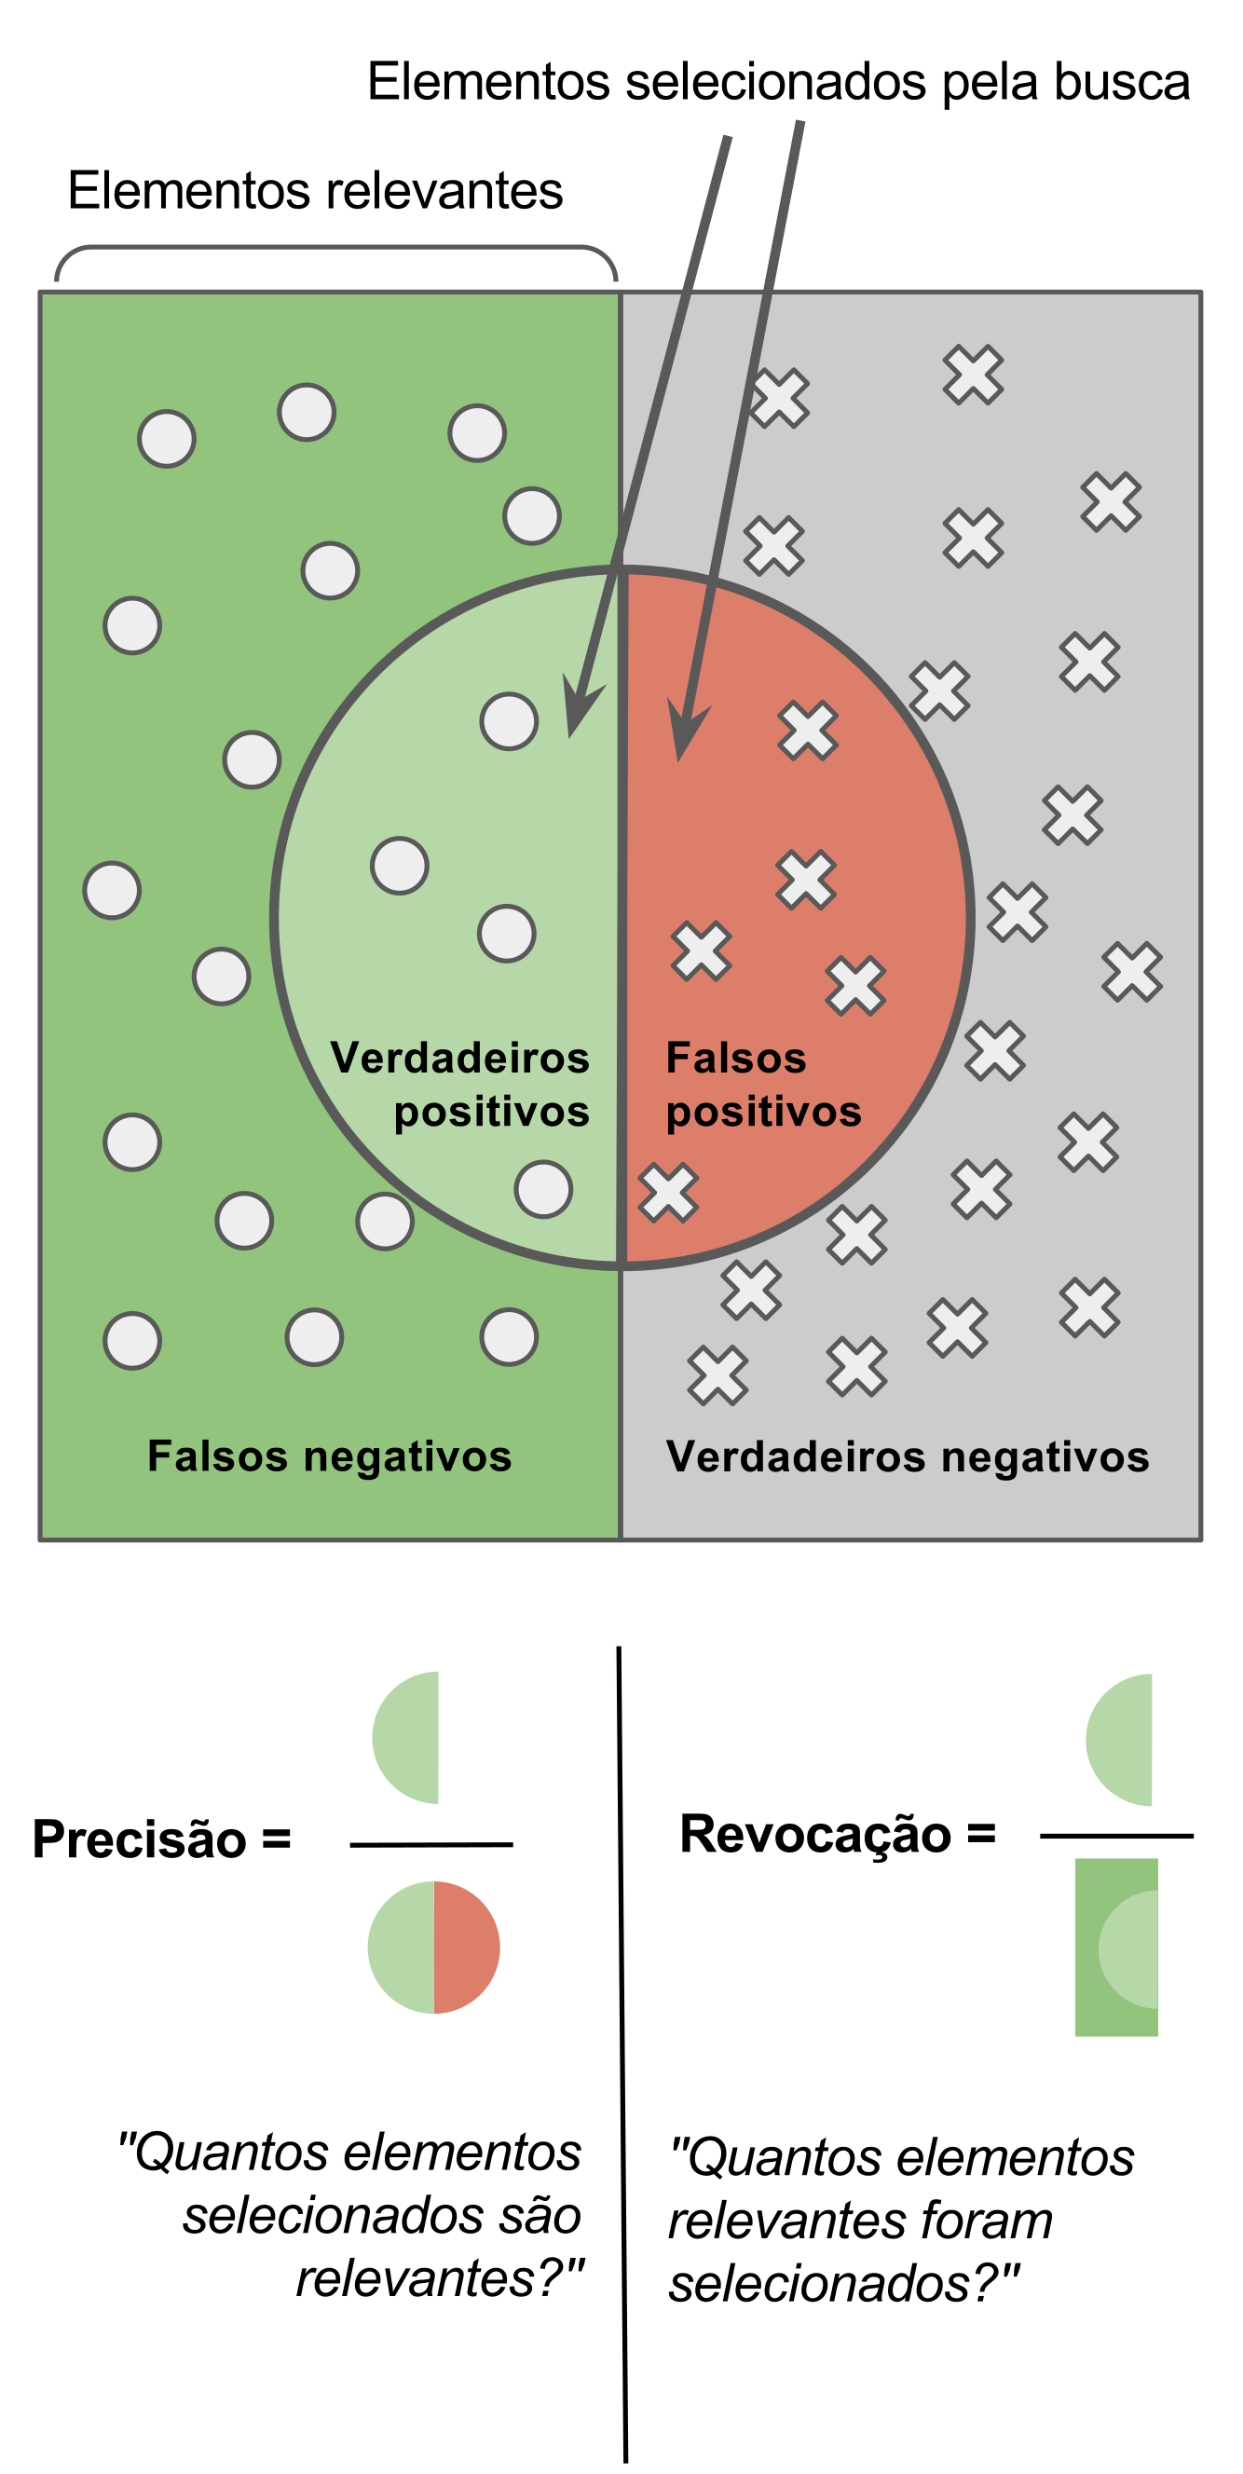 Elementos selecionados pela busca
Elementos relevantes
Verdadeiros
positivos
Falsos
positivos
Falsos negativos
Verdadeiros negativos
Precisão =
Revocação =
"Quantos elementos
selecionados são
relevantes?"
"Quantos elementos
relevantes foram
selecionados?"